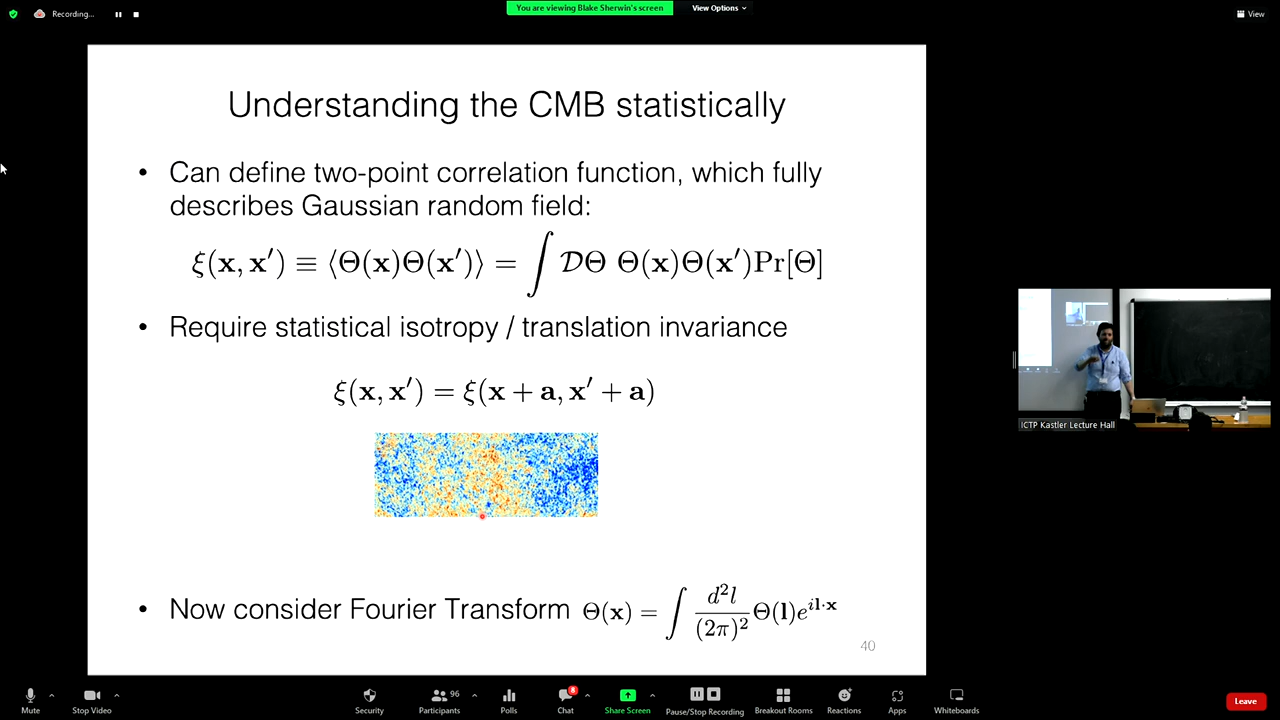 Recording...
You are viewing Blake Sherwin's screen
View Options
View
Understanding the CMB statistically
• Can define two-point correlation function, which fully
describes Gaussian random field:
ξ(x, x′) ≡ ⟨Θ(x)Θ(x′)⟩ = ∫ 𝒟Θ Θ(x)Θ(x′)Pr[Θ]
• Require statistical isotropy / translation invariance
ξ(x, x′) = ξ(x + a, x′ + a)
• Now consider Fourier Transform Θ(x) = ∫ d²l/(2π)² Θ(l)e^{il·x}
40
ICTP Kastler Lecture Hall
Mute
Stop Video
Security
96
Participants
Polls
8
Chat
Share Screen
Pause/Stop Recording
Breakout Rooms
Reactions
Apps
Whiteboards
Leave